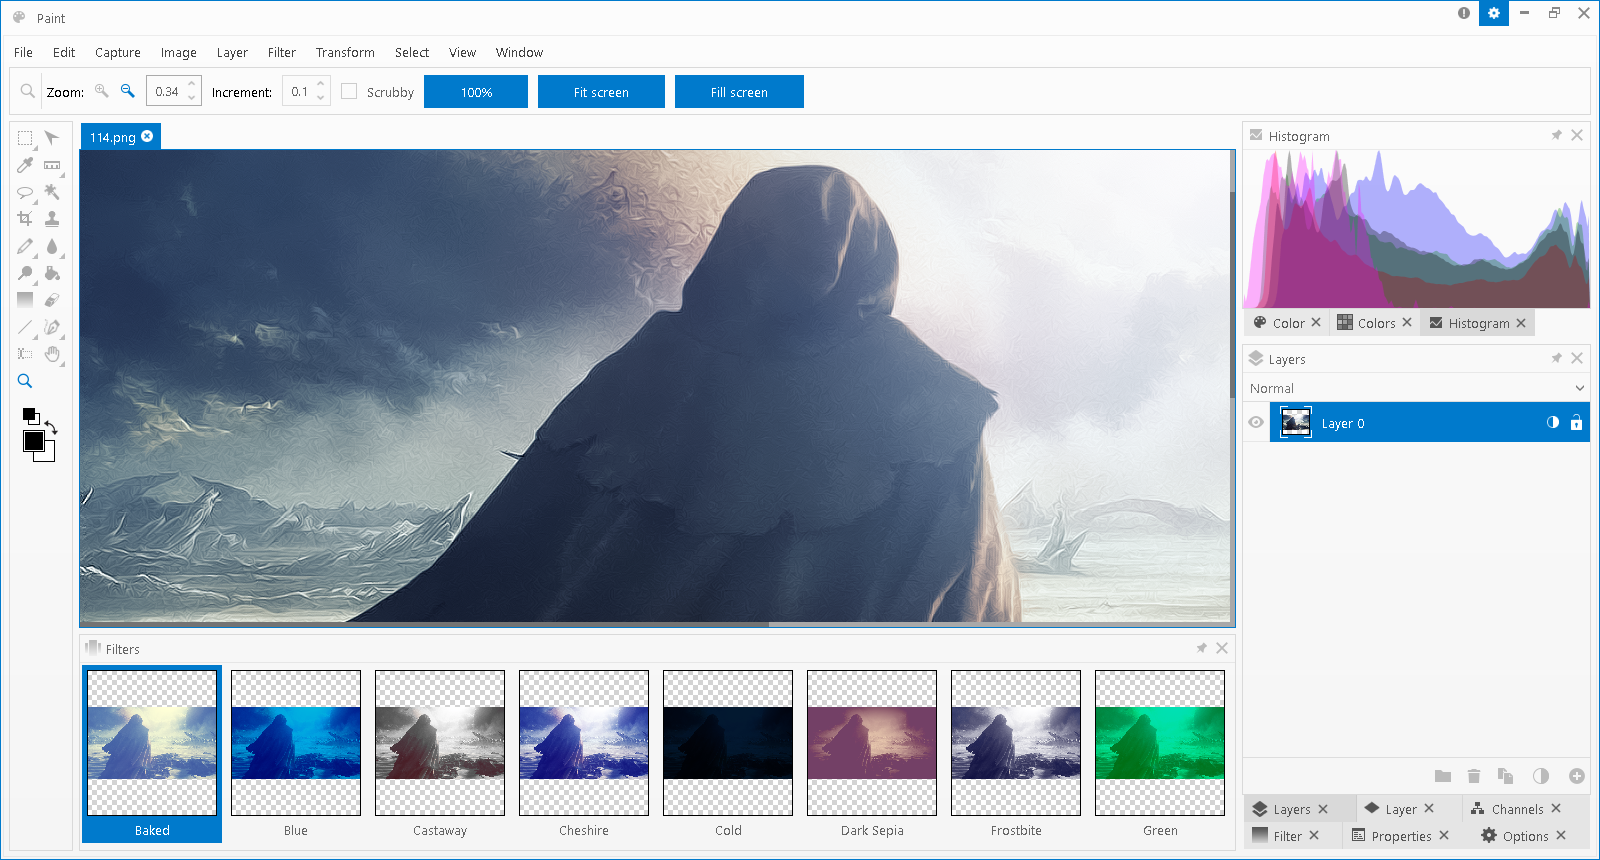 Paint
File Edit Capture Image Layer Filter Transform Select View Window
Zoom: 0.34 Increment: 0.1 Scrubby 100% Fit screen Fill screen
114.png
Histogram
Color Colors Histogram
Layers
Normal
Layer 0
Filters
Baked Blue Castaway Cheshire Cold Dark Sepia Frostbite Green
Layers Layer Channels
Filter Properties Options